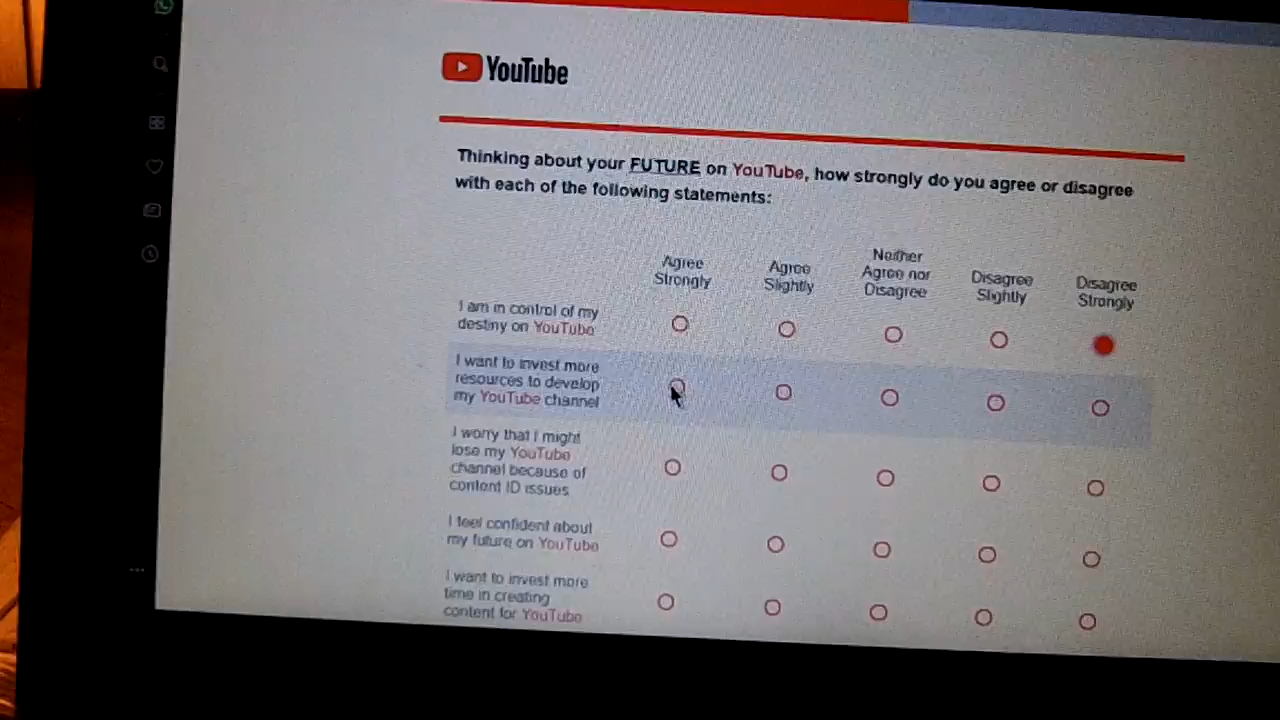 YouTube
Thinking about your FUTURE on YouTube, how strongly do you agree or disagree
with each of the following statements:
Agree
Strongly
Agree
Slightly
Neither
Agree nor
Disagree
Disagree
Slightly
Disagree
Strongly
I am in control of my
destiny on YouTube
I want to invest more
resources to develop
my YouTube channel
I worry that I might
lose my YouTube
channel because of
content ID issues
I feel confident about
my future on YouTube
I want to invest more
time in creating
content for YouTube